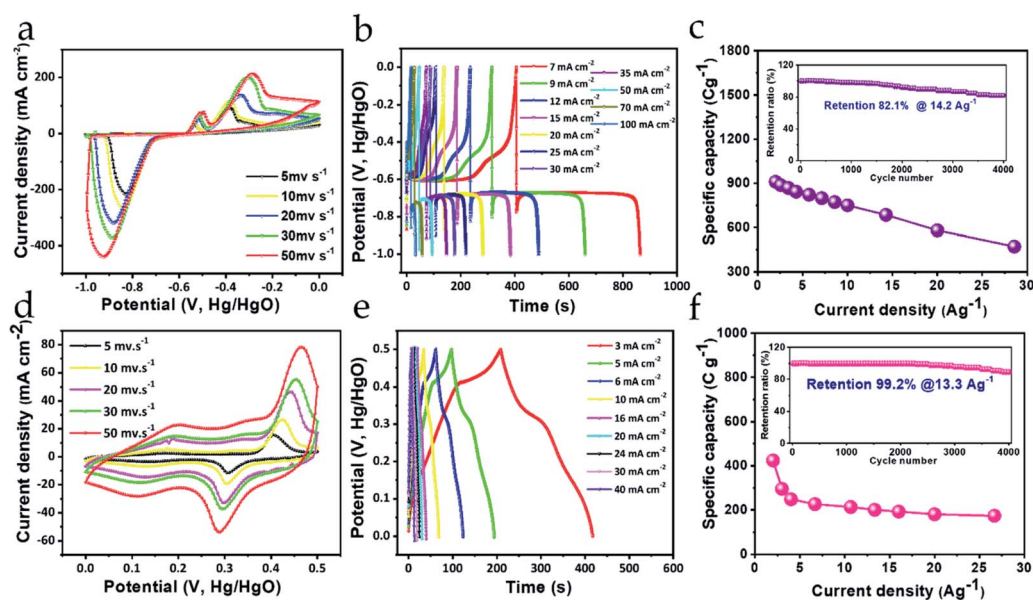 a
Current density (mA cm⁻²)
200
0
-200
-400
-1.0 -0.8 -0.6 -0.4 -0.2 0.0
Potential (V, Hg/HgO)
5mv s⁻¹
10mv s⁻¹
20mv s⁻¹
30mv s⁻¹
50mv s⁻¹
b
Potential (V, Hg/HgO)
0.0
-0.2
-0.4
-0.6
-0.8
-1.0
0 200 400 600 800 1000
Time (s)
7 mA cm⁻²
9 mA cm⁻²
12 mA cm⁻²
15 mA cm⁻²
20 mA cm⁻²
25 mA cm⁻²
30 mA cm⁻²
35 mA cm⁻²
50 mA cm⁻²
70 mA cm⁻²
100 mA cm⁻²
c
Specific capacity (Cg⁻¹)
1800
1500
1200
900
600
300
0 5 10 15 20 25 30
Current density (Ag⁻¹)
Retention ratio (%)
120
80
0
Retention 82.1% @ 14.2 Ag⁻¹
0 1000 2000 3000 4000
Cycle number
d
Current density (mA cm⁻²)
80
60
40
20
0
-20
-40
-60
0.0 0.1 0.2 0.3 0.4 0.5
Potential (V, Hg/HgO)
5 mv.s⁻¹
10 mv.s⁻¹
20 mv.s⁻¹
30 mv.s⁻¹
50 mv.s⁻¹
e
Potential (V, Hg/HgO)
0.5
0.4
0.3
0.2
0.1
0.0
0 100 200 300 400 500 600
Time (s)
3 mA cm⁻²
5 mA cm⁻²
6 mA cm⁻²
10 mA cm⁻²
16 mA cm⁻²
20 mA cm⁻²
24 mA cm⁻²
30 mA cm⁻²
40 mA cm⁻²
f
Specific capacity (C g⁻¹)
1000
800
600
400
200
0
0 5 10 15 20 25 30
Current density (Ag⁻¹)
Retention ratio (%)
120
80
0
Retention 99.2% @13.3 Ag⁻¹
0 1000 2000 3000 4000
Cycle number